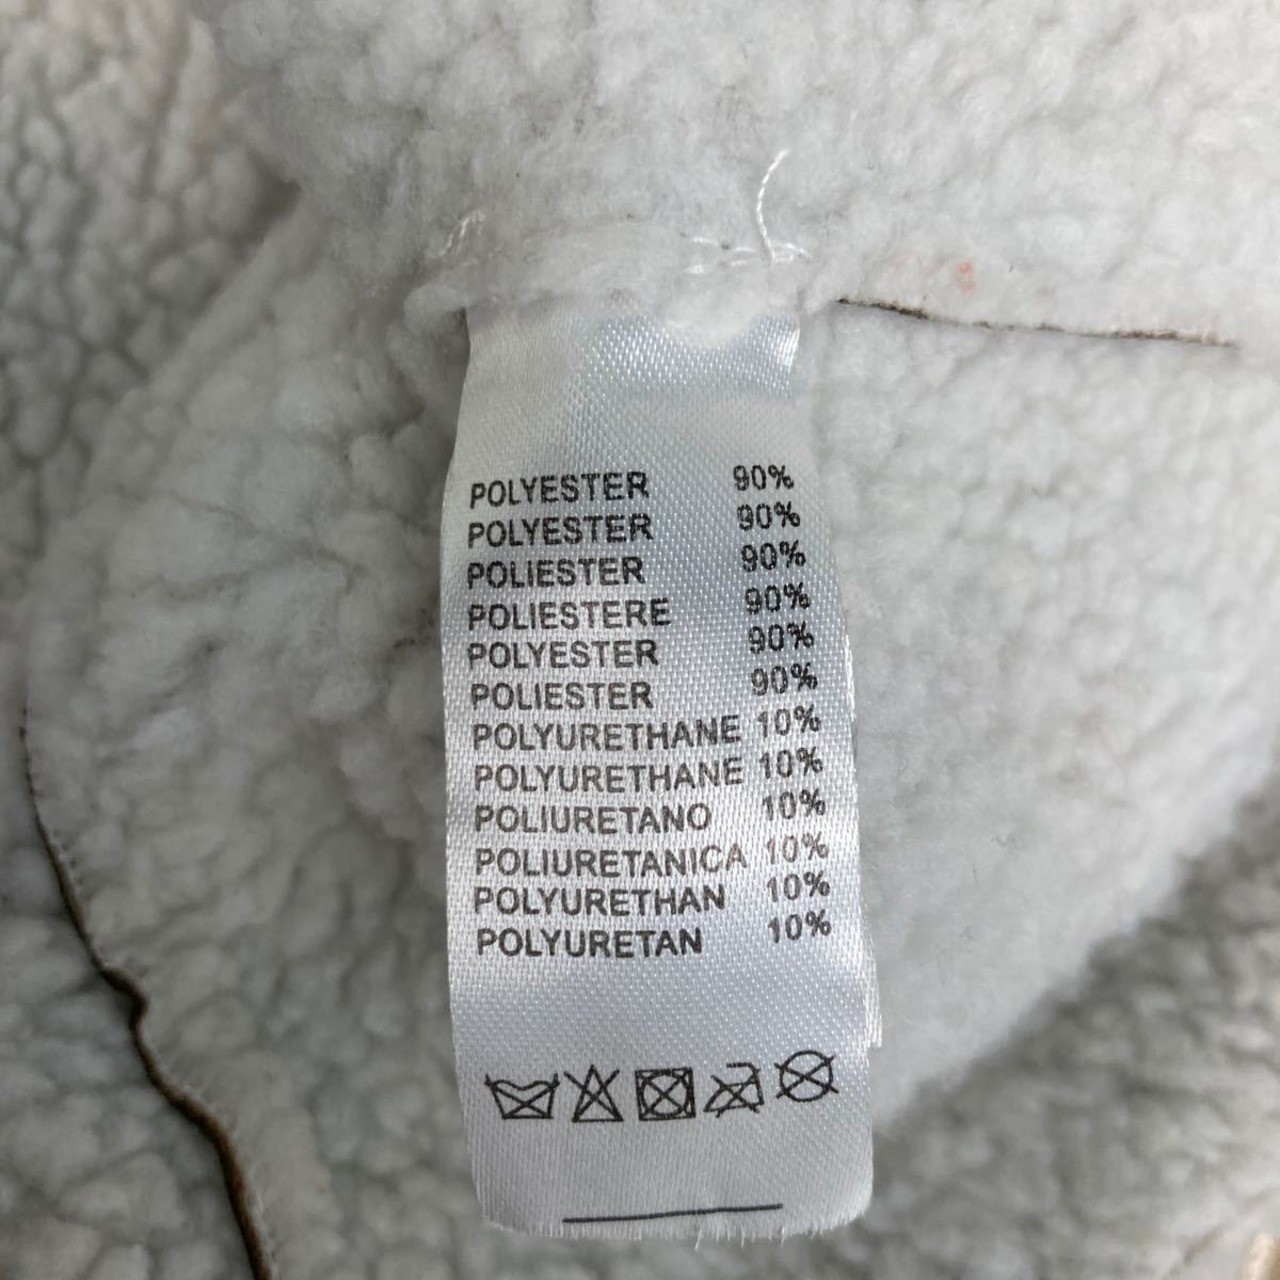 POLYESTER 90%
POLYESTER 90%
POLIESTER 90%
POLIESTERE 90%
POLYESTER 90%
POLIESTER 90%
POLYURETHANE 10%
POLYURETHANE 10%
POLIURETANO 10%
POLIURETANICA 10%
POLYURETHAN 10%
POLYURETAN 10%